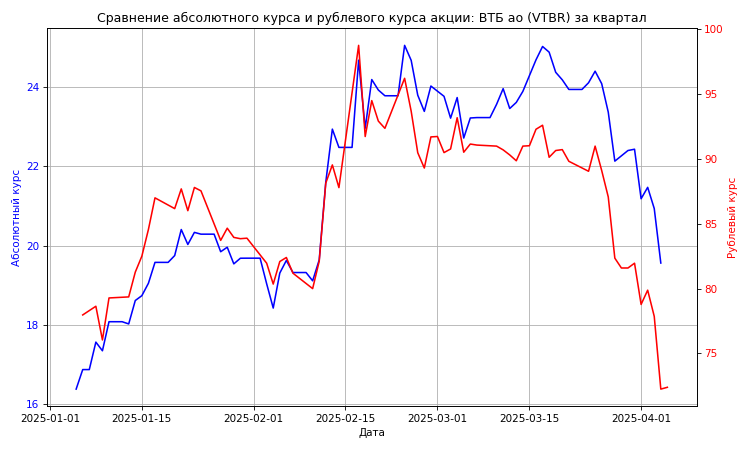 Сравнение абсолютного курса и рублевого курса акции: ВТБ ао (VTBR) за квартал
100
95
90
85
80
75
24
22
20
18
16
Абсолютный курс
Рублевый курс
2025-01-01 2025-01-15 2025-02-01 2025-02-15 2025-03-01 2025-03-15 2025-04-01
Дата